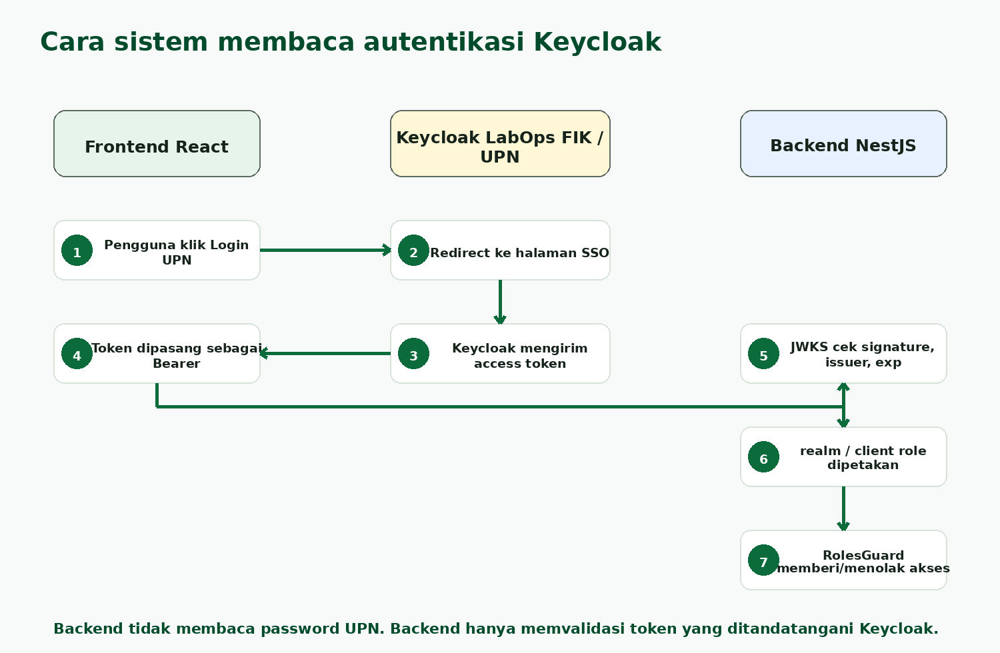 Cara sistem membaca autentikasi Keycloak
Frontend React
Keycloak LabOps FIK /
UPN
Backend NestJS
1
Pengguna klik Login
UPN
2
Redirect ke halaman SSO
4
Token dipasang sebagai
Bearer
3
Keycloak mengirim
access token
5
JWKS cek signature,
issuer, exp
6
realm / client role
dipetakan
7
RolesGuard
memberi/menolak akses
Backend tidak membaca password UPN. Backend hanya memvalidasi token yang ditandatangani Keycloak.